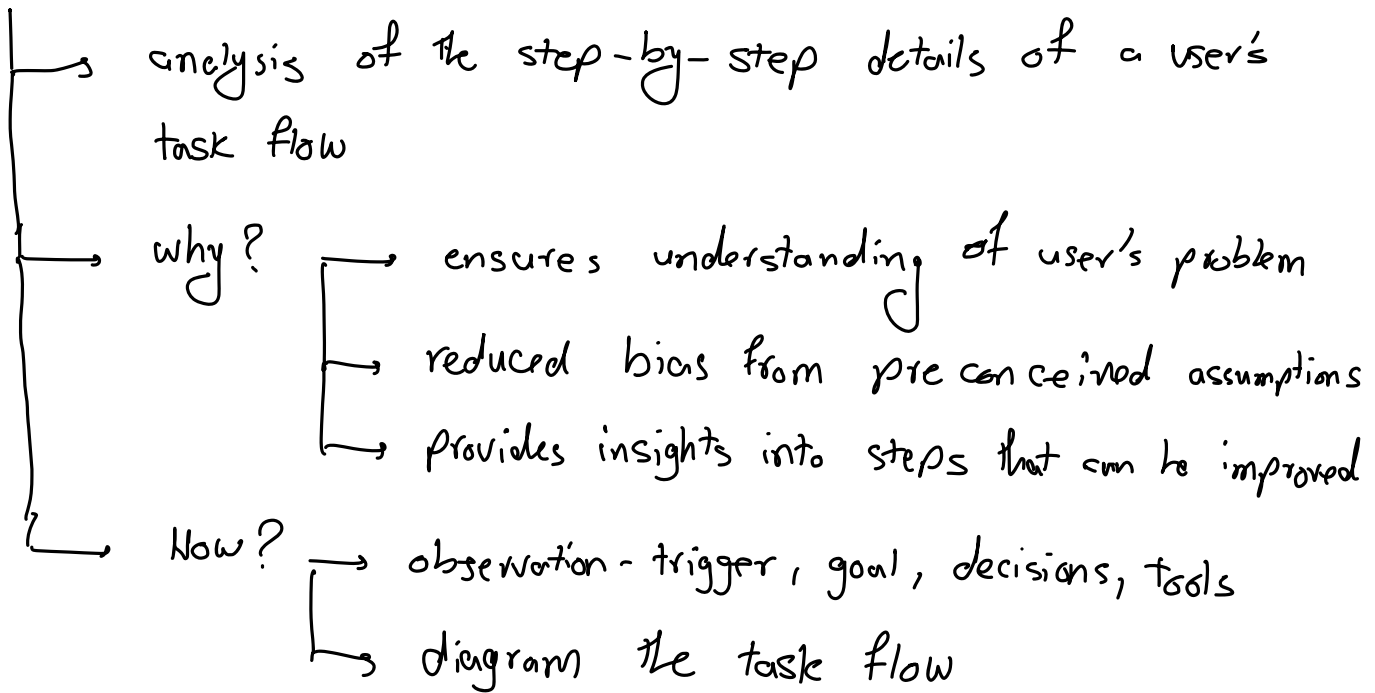 analysis of the step-by-step details of a user's
task flow
why?
ensures understanding of user's problem
reduced bias from preconceived assumptions
provides insights into steps that can be improved
How?
observation - trigger, goal, decisions, tools
diagram the task flow